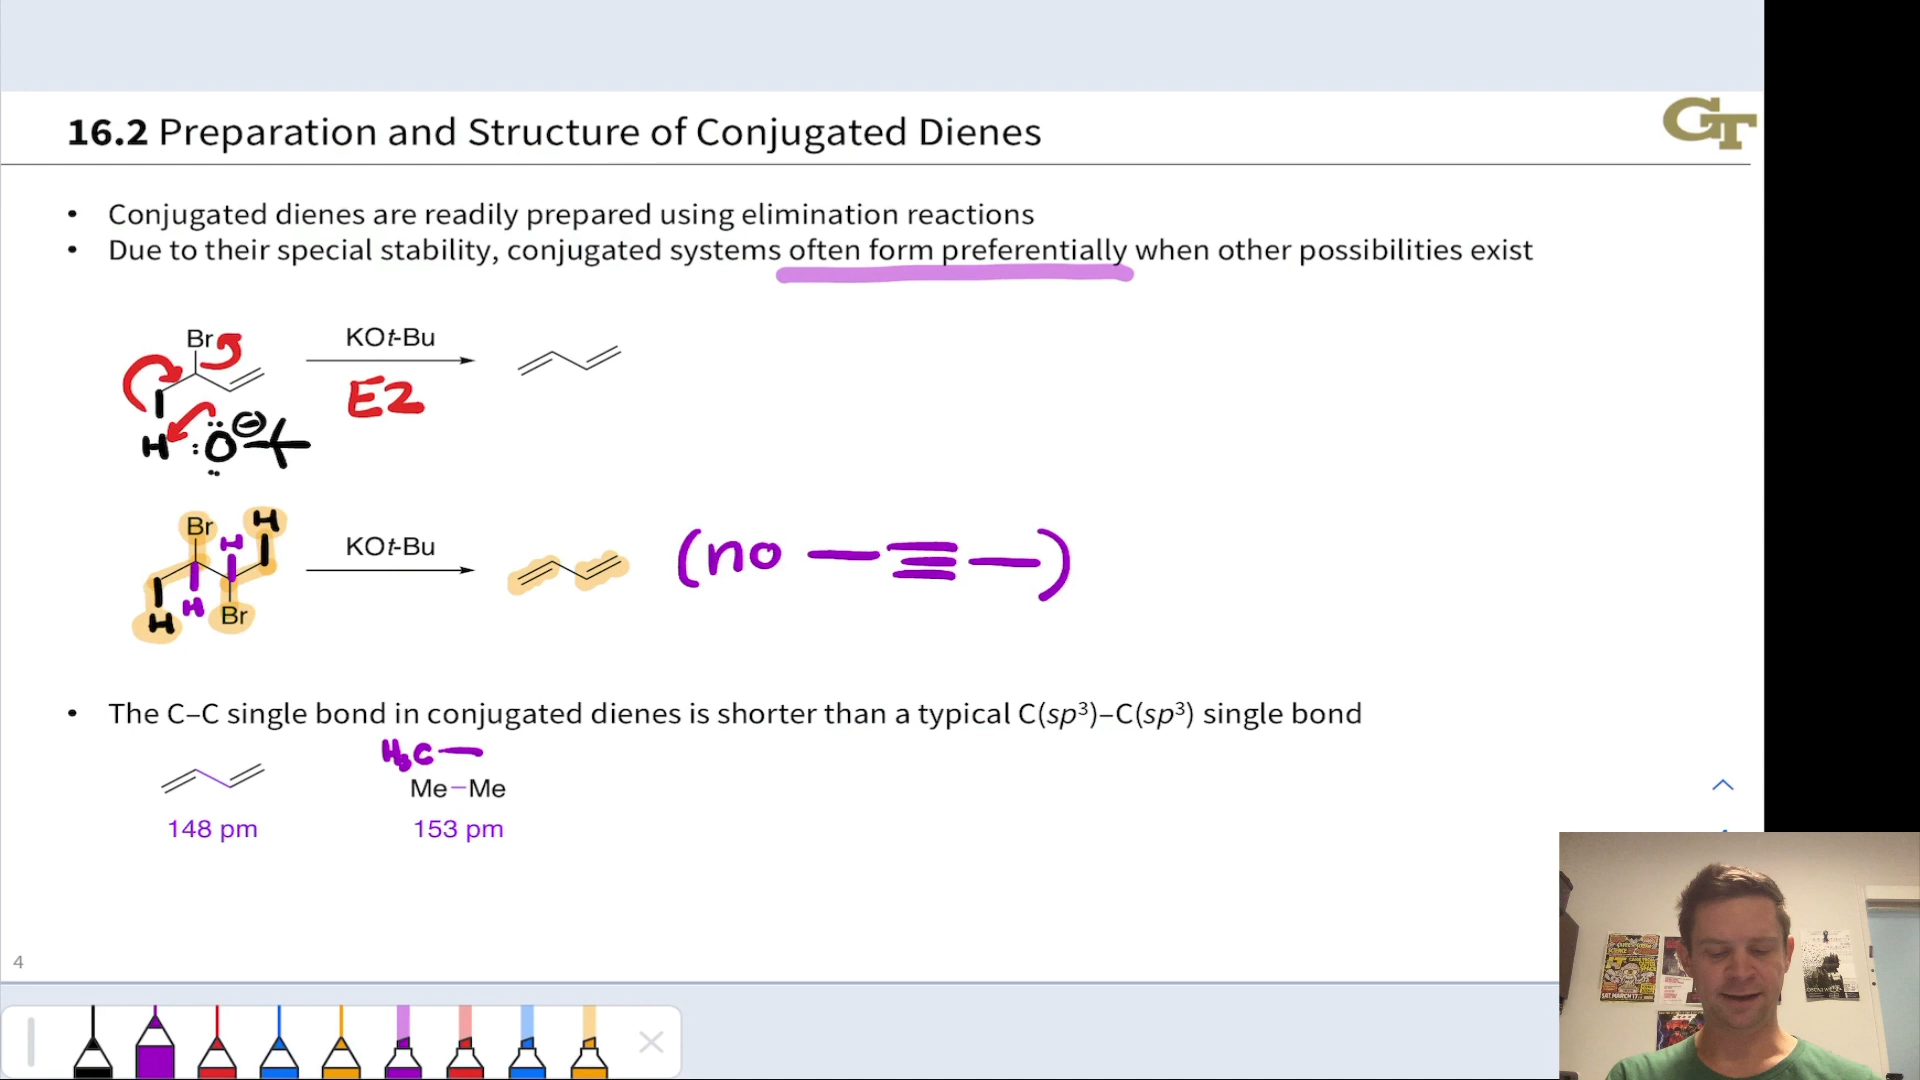 16.2 Preparation and Structure of Conjugated Dienes
GT
• Conjugated dienes are readily prepared using elimination reactions
• Due to their special stability, conjugated systems often form preferentially when other possibilities exist
Br
KOt-Bu
E2
H :O⊖
Br H
H
KOt-Bu
(no —≡—)
H
H Br
• The C–C single bond in conjugated dienes is shorter than a typical C(sp³)–C(sp³) single bond
H₃C—
Me–Me
148 pm
153 pm
4
SAT. MARCH 17